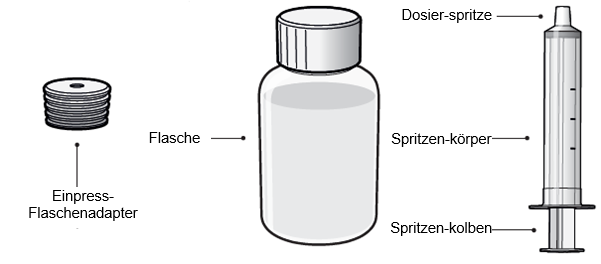 Einpress-
Flaschenadapter
Flasche
Dosier-spritze
Spritzen-körper
Spritzen-kolben